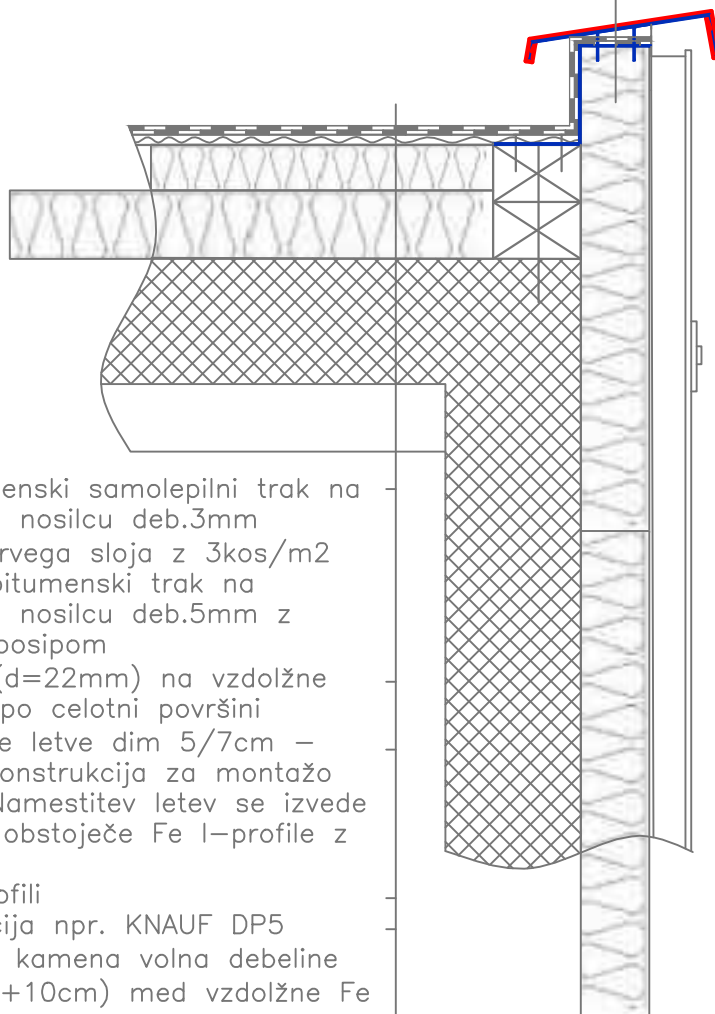 enski samolepilni trak na
nosilcu deb.3mm
rvega sloja z 3kos/m2
bitumenski trak na
nosilcu deb.5mm z
posipom
(d=22mm) na vzdolžne
po celotni površini
e letve dim 5/7cm –
onstrukcija za montažo
Namestitev letev se izvede
obstoječe Fe I–profile z
ofili
cija npr. KNAUF DP5
kamena volna debeline
+10cm) med vzdolžne Fe